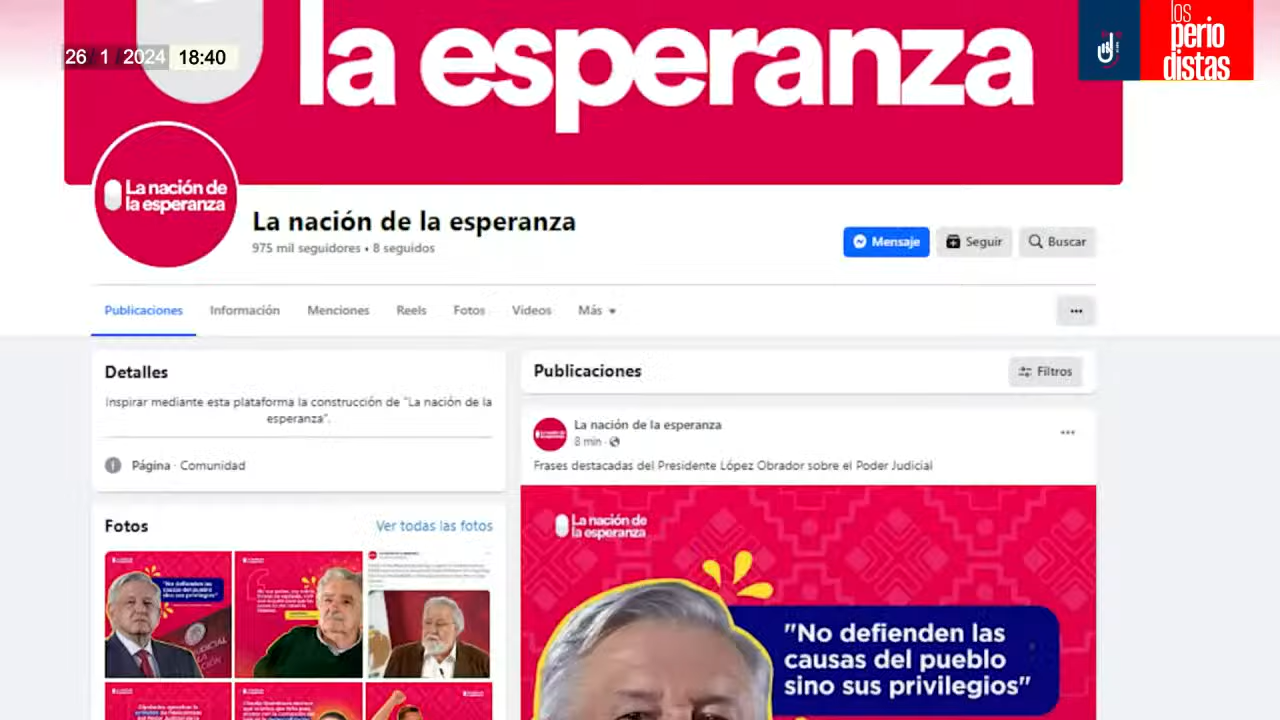 26 / 1 / 2024 18:40
la esperanza
los
perio
distas
La nación de
la esperanza
La nación de la esperanza
975 mil seguidores • 8 seguidos
Mensaje
Seguir
Buscar
Publicaciones
Información
Menciones
Reels
Fotos
Videos
Más
Detalles
Inspirar mediante esta plataforma la construcción de "La nación de la
esperanza".
Página · Comunidad
Fotos
Ver todas las fotos
"No defienden las
causas del pueblo
sino sus privilegios"
Publicaciones
Filtros
La nación de la esperanza
8 min
Frases destacadas del Presidente López Obrador sobre el Poder Judicial
La nación de
la esperanza
"No defienden las
causas del pueblo
sino sus privilegios"